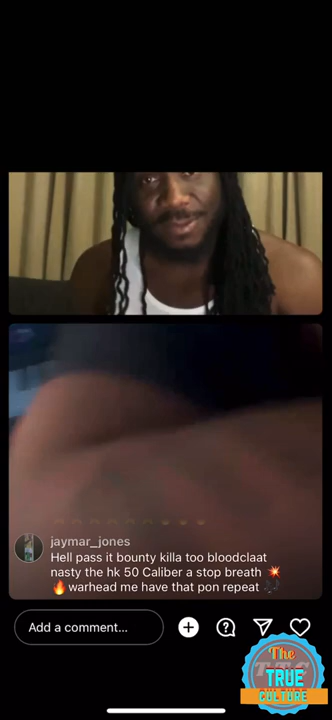 jaymar_jones
Hell pass it bounty killa too bloodclaat
nasty the hk 50 Caliber a stop breath 💥
🔥warhead me have that pon repeat
Add a comment...
The
TRUE
CULTURE